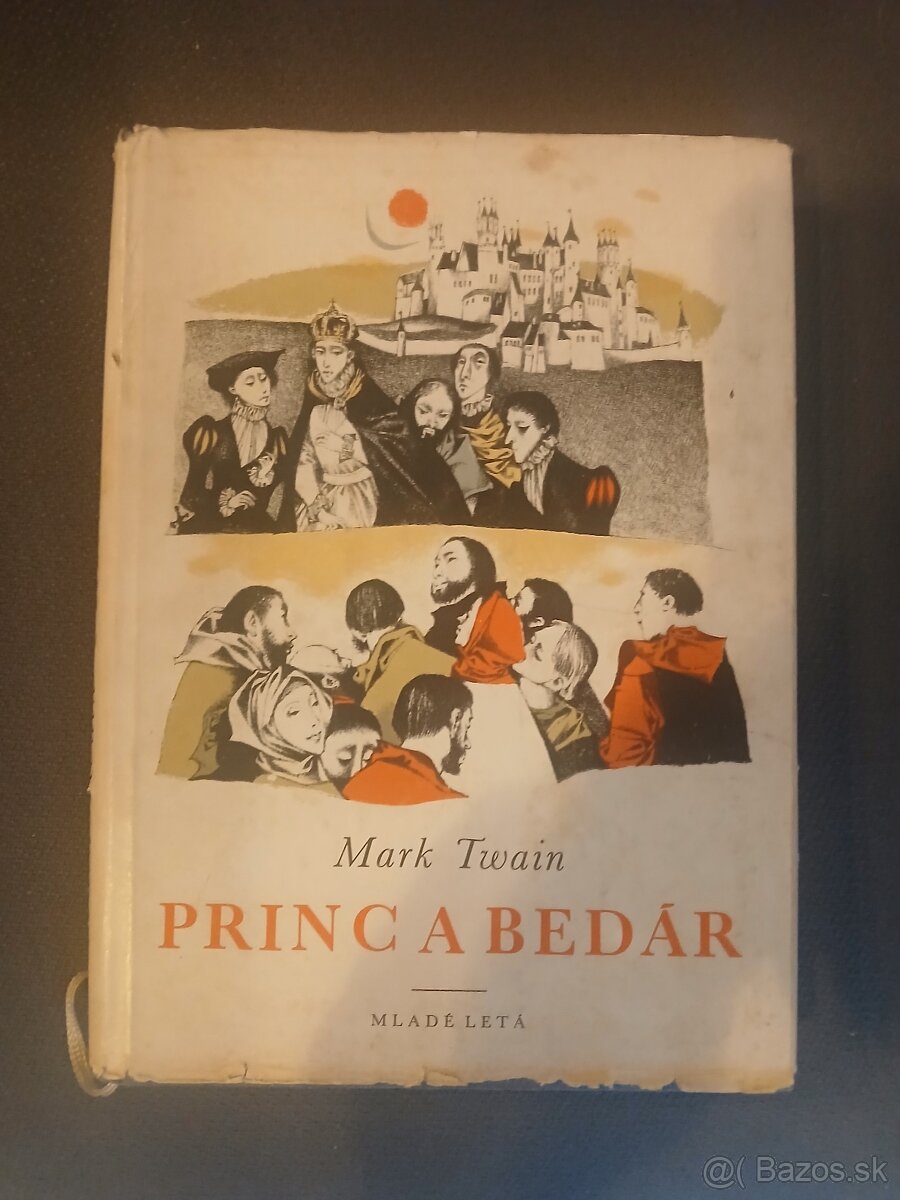 Mark Twain
PRINC A BEDÁR
MLADÉ LETÁ
@( Bazos.sk